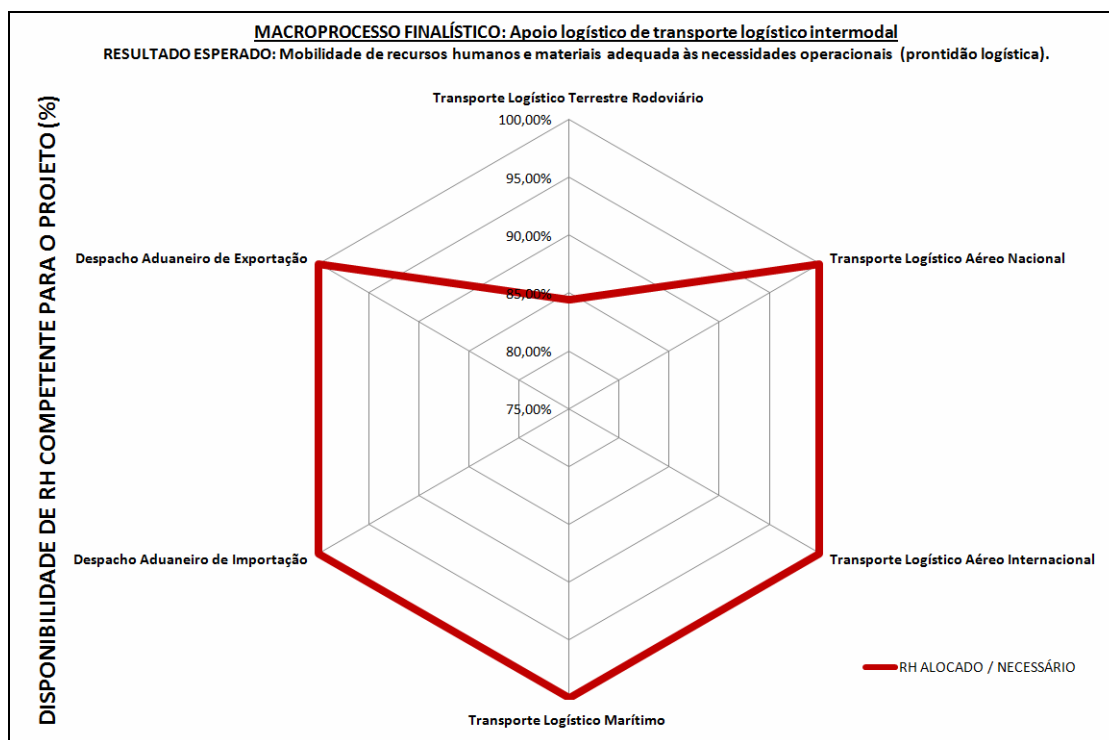 MACROPROCESSO FINALÍSTICO: Apoio logístico de transporte logístico intermodal
RESULTADO ESPERADO: Mobilidade de recursos humanos e materiais adequada às necessidades operacionais (prontidão logística).
DISPONIBILIDADE DE RH COMPETENTE PARA O PROJETO (%)
Transporte Logístico Terrestre Rodoviário
100,00%
95,00%
90,00%
85,00%
80,00%
75,00%
Despacho Aduaneiro de Exportação
Transporte Logístico Aéreo Nacional
Despacho Aduaneiro de Importação
Transporte Logístico Aéreo Internacional
RH ALOCADO / NECESSÁRIO
Transporte Logístico Marítimo